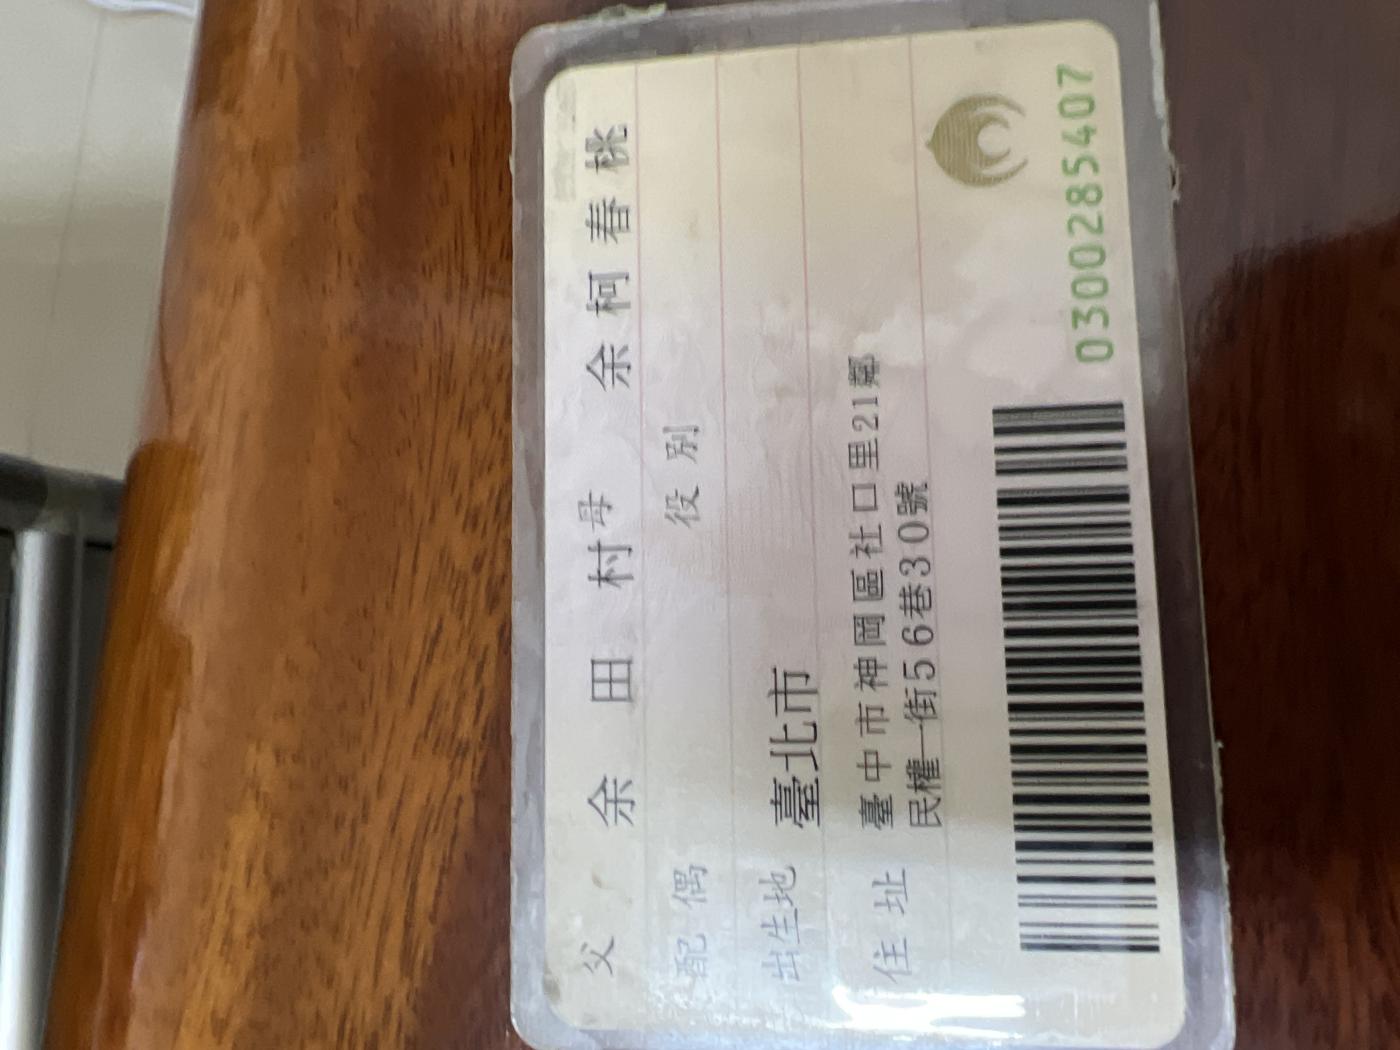 父 余 田 村 母 余 柯 春 桃
配偶 役別
出生地 臺北市
住址 臺中市神岡區社口里21鄰
民權一街56巷30號
0300285407